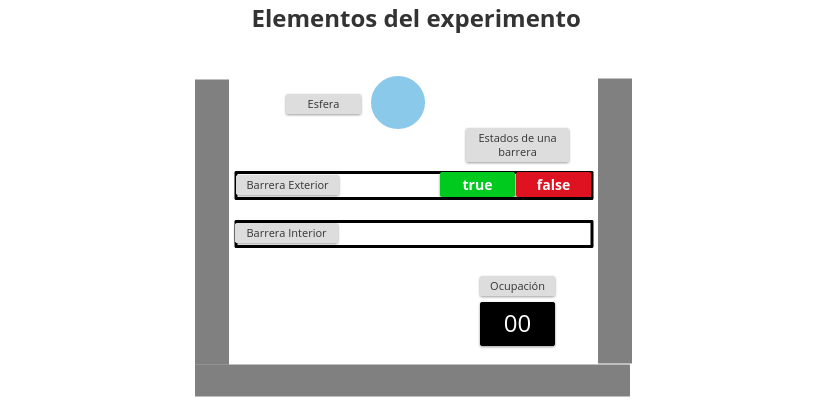 Elementos del experimento
Esfera
Estados de una
barrera
Barrera Exterior
true
false
Barrera Interior
Ocupación
00